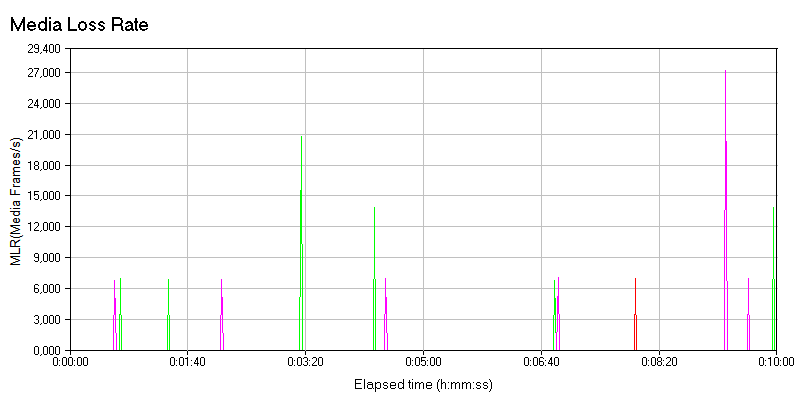 Media Loss Rate
29,400
27,000
24,000
21,000
18,000
15,000
12,000
9,000
6,000
3,000
0,000
MLR(Media Frames/s)
0:00:00 0:01:40 0:03:20 0:05:00 0:06:40 0:08:20 0:10:00
Elapsed time (h:mm:ss)